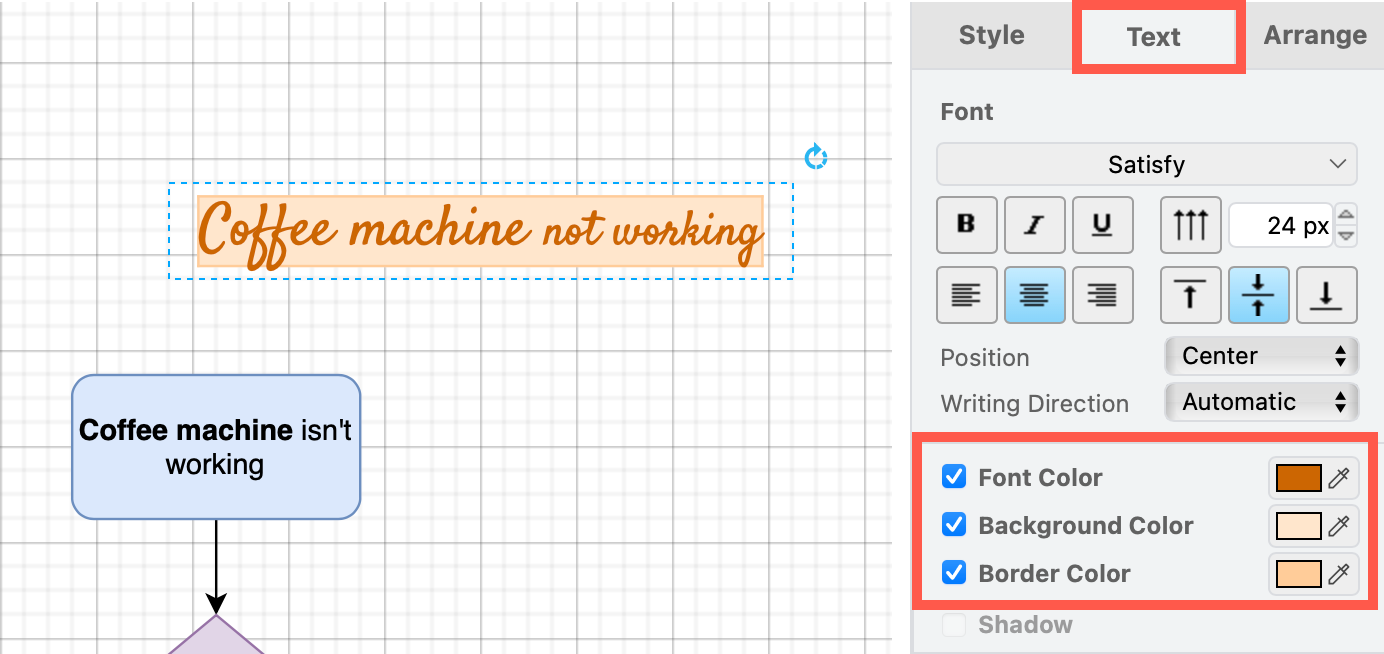 Style Text Arrange
Font
Satisfy
B I U 24 px
Position Center
Writing Direction Automatic
Font Color
Background Color
Border Color
Shadow
Coffee machine not working
Coffee machine isn't
working